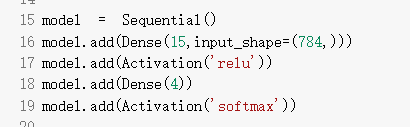 15 model  =  Sequential()
16 model.add(Dense(15,input_shape=(784,)))
17 model.add(Activation('relu'))
18 model.add(Dense(4))
19 model.add(Activation('softmax'))